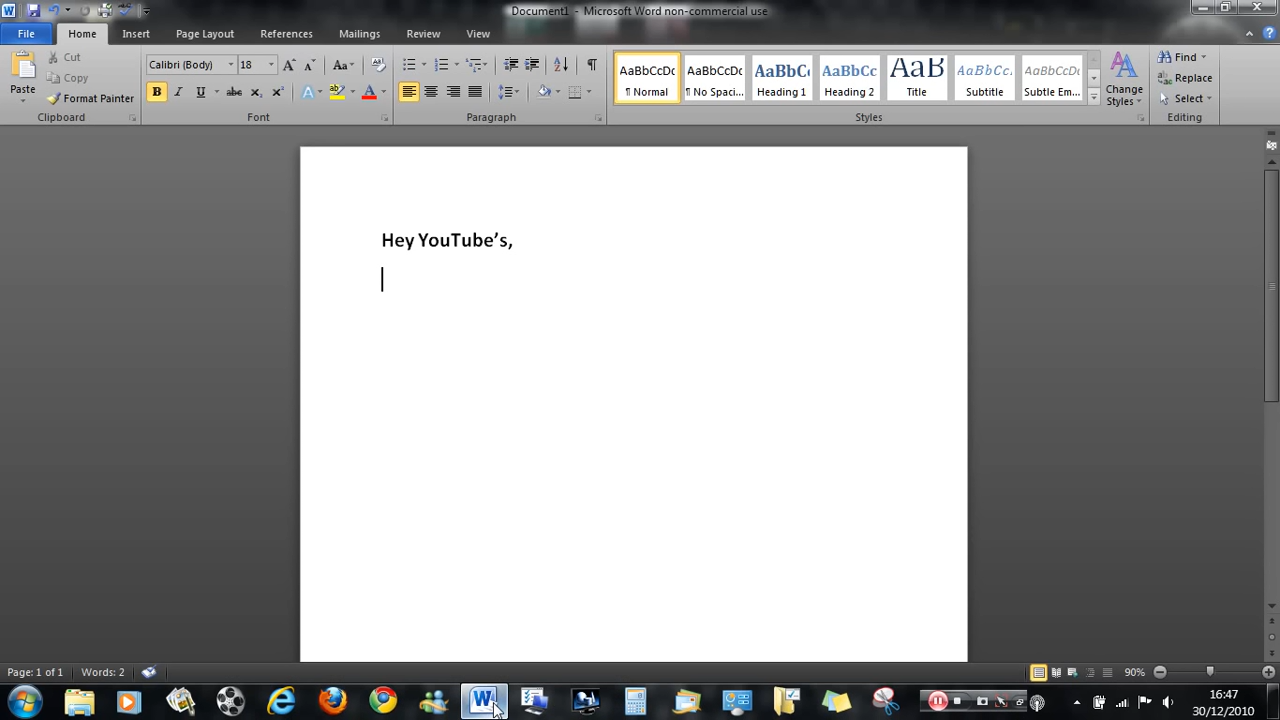 Document1 - Microsoft Word non-commercial use
File Home Insert Page Layout References Mailings Review View
Paste
Cut
Copy
Format Painter
Clipboard
Calibri (Body) 18
Font
Paragraph
AaBbCcDc AaBbCcDc AaBbCc AaBbCc AaB AaBbCc. AaBbCcDc
¶ Normal ¶ No Spaci... Heading 1 Heading 2 Title Subtitle Subtle Em...
Change
Styles
Styles
Find
Replace
Select
Editing
Hey YouTube’s,
Page: 1 of 1 Words: 2 90%
16:47
30/12/2010